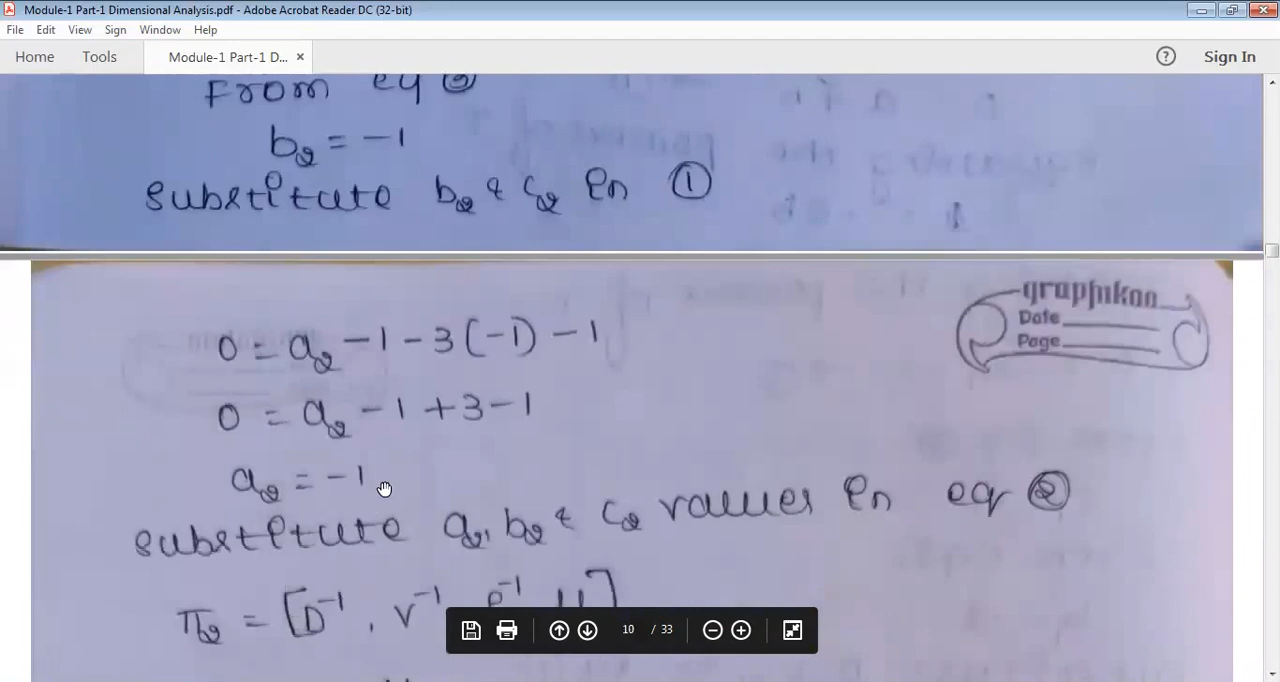 Module-1 Part-1 Dimensional Analysis.pdf - Adobe Acrobat Reader DC (32-bit)
File Edit View Sign Window Help
Home Tools Module-1 Part-1 D... × Sign In
From eq ②
b₂ = -1
substitute b₂ & c₂ in ①
graphikon
Date
Page
0 = a₂ -1 -3(-1) -1
0 = a₂ -1 +3 -1
a₂ = -1
substitute a₂, b₂ & c₂ values in eq ②
π₂ = [D⁻¹, V⁻¹
10 / 33